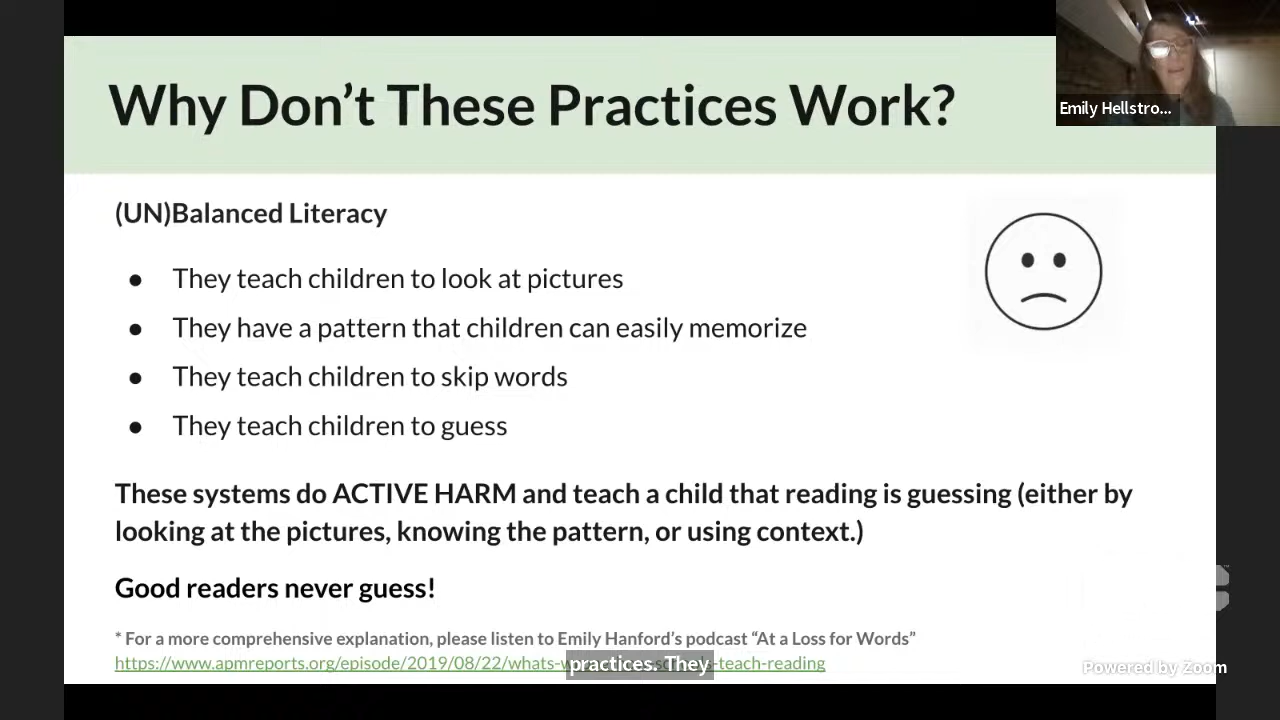 Why Don't These Practices Work?
Emily Hellstro...
(UN)Balanced Literacy
● They teach children to look at pictures
● They have a pattern that children can easily memorize
● They teach children to skip words
● They teach children to guess
These systems do ACTIVE HARM and teach a child that reading is guessing (either by
looking at the pictures, knowing the pattern, or using context.)
Good readers never guess!
* For a more comprehensive explanation, please listen to Emily Hanford's podcast “At a Loss for Words”
https://www.apmreports.org/episode/2019/08/22/whats- -teach-reading
practices. They
Powered by Zoom